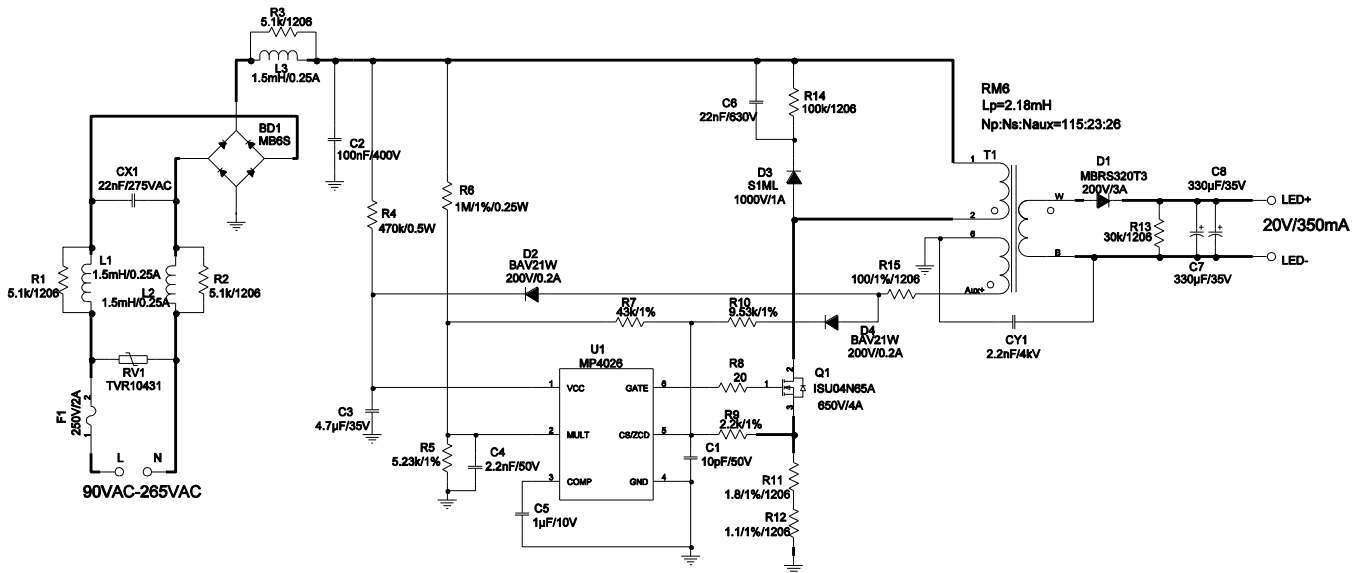 R3
5.1k/1206
L3
1.5mH/0.25A
BD1
MB6S
CX1
22nF/275VAC
C2
100nF/400V
R4
470k/0.5W
R6
1M/1%/0.25W
C6
22nF/630V
R14
100k/1206
D3
S1ML
1000V/1A
RM6
Lp=2.18mH
Np:Ns:Naux=115:23:26
T1
1
2
6
Aux+
W
B
D1
MBRS320T3
200V/3A
C8
330µF/35V
R13
30k/1206
C7
330µF/35V
+
+
LED+
20V/350mA
LED-
R1
5.1k/1206
L1
1.5mH/0.25A
L2
1.5mH/0.25A
R2
5.1k/1206
D2
BAV21W
200V/0.2A
R15
100/1%/1206
R7
43k/1%
R10
9.53k/1%
D4
BAV21W
200V/0.2A
CY1
2.2nF/4kV
RV1
TVR10431
F1
250V/2A
2
1
L N
90VAC-265VAC
C3
4.7µF/35V
U1
MP4026
1 VCC GATE 6
2 MULT CS/ZCD 5
3 COMP GND 4
R8
20
R9
2.2k/1%
2
1
3
Q1
ISU04N65A
650V/4A
R5
5.23k/1%
C4
2.2nF/50V
C1
10pF/50V
C5
1µF/10V
R11
1.8/1%/1206
R12
1.1/1%/1206